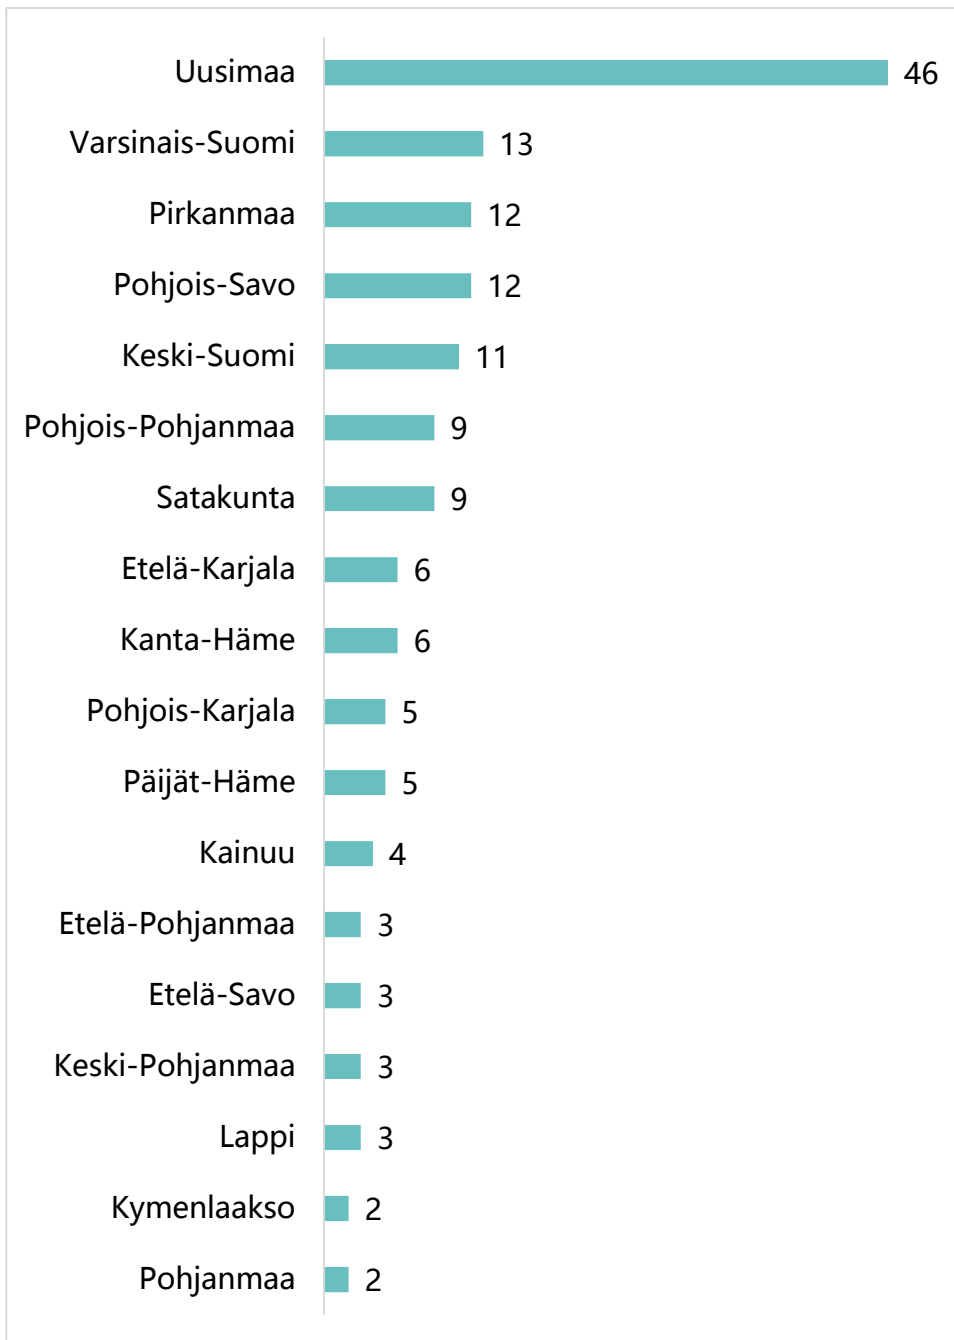 Uusimaa 46
Varsinais-Suomi 13
Pirkanmaa 12
Pohjois-Savo 12
Keski-Suomi 11
Pohjois-Pohjanmaa 9
Satakunta 9
Etelä-Karjala 6
Kanta-Häme 6
Pohjois-Karjala 5
Päijät-Häme 5
Kainuu 4
Etelä-Pohjanmaa 3
Etelä-Savo 3
Keski-Pohjanmaa 3
Lappi 3
Kymenlaakso 2
Pohjanmaa 2